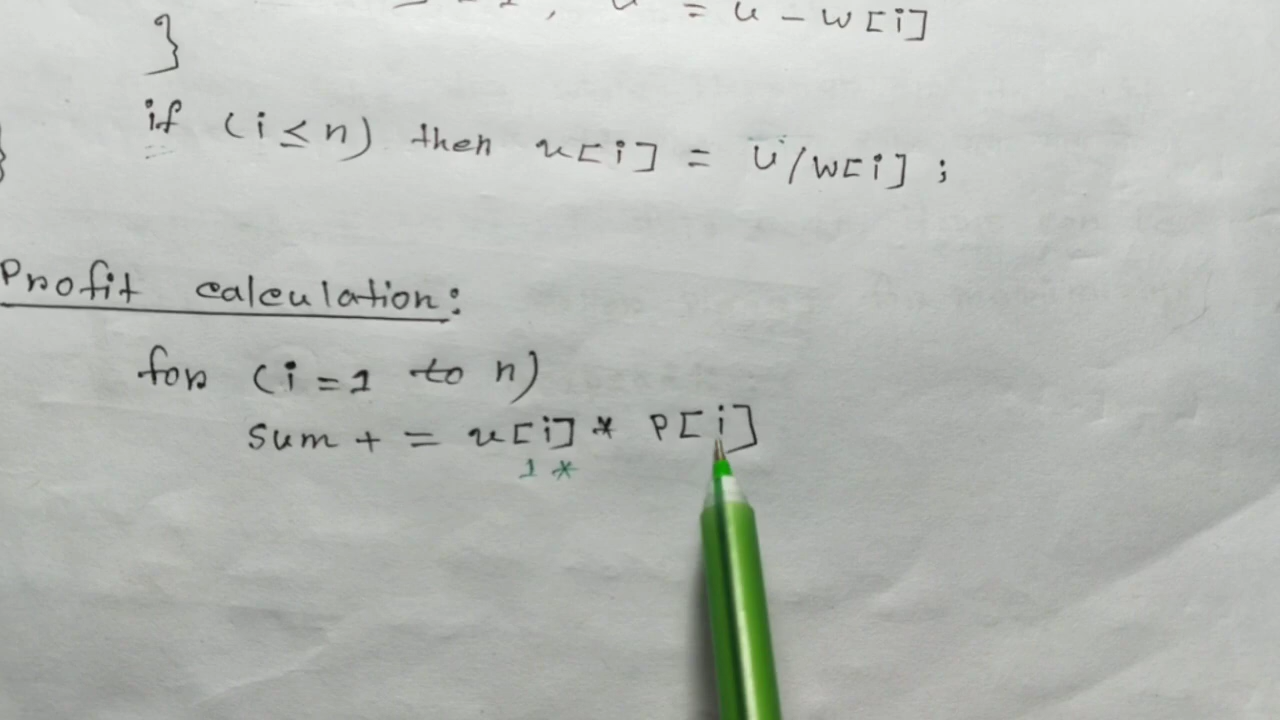 = u - w[i]
}
if (i ≤ n) then x[i] = U/w[i] ;
}
Profit calculation:
for (i = 1 to n)
sum + = x[i] * P[i]
1 *